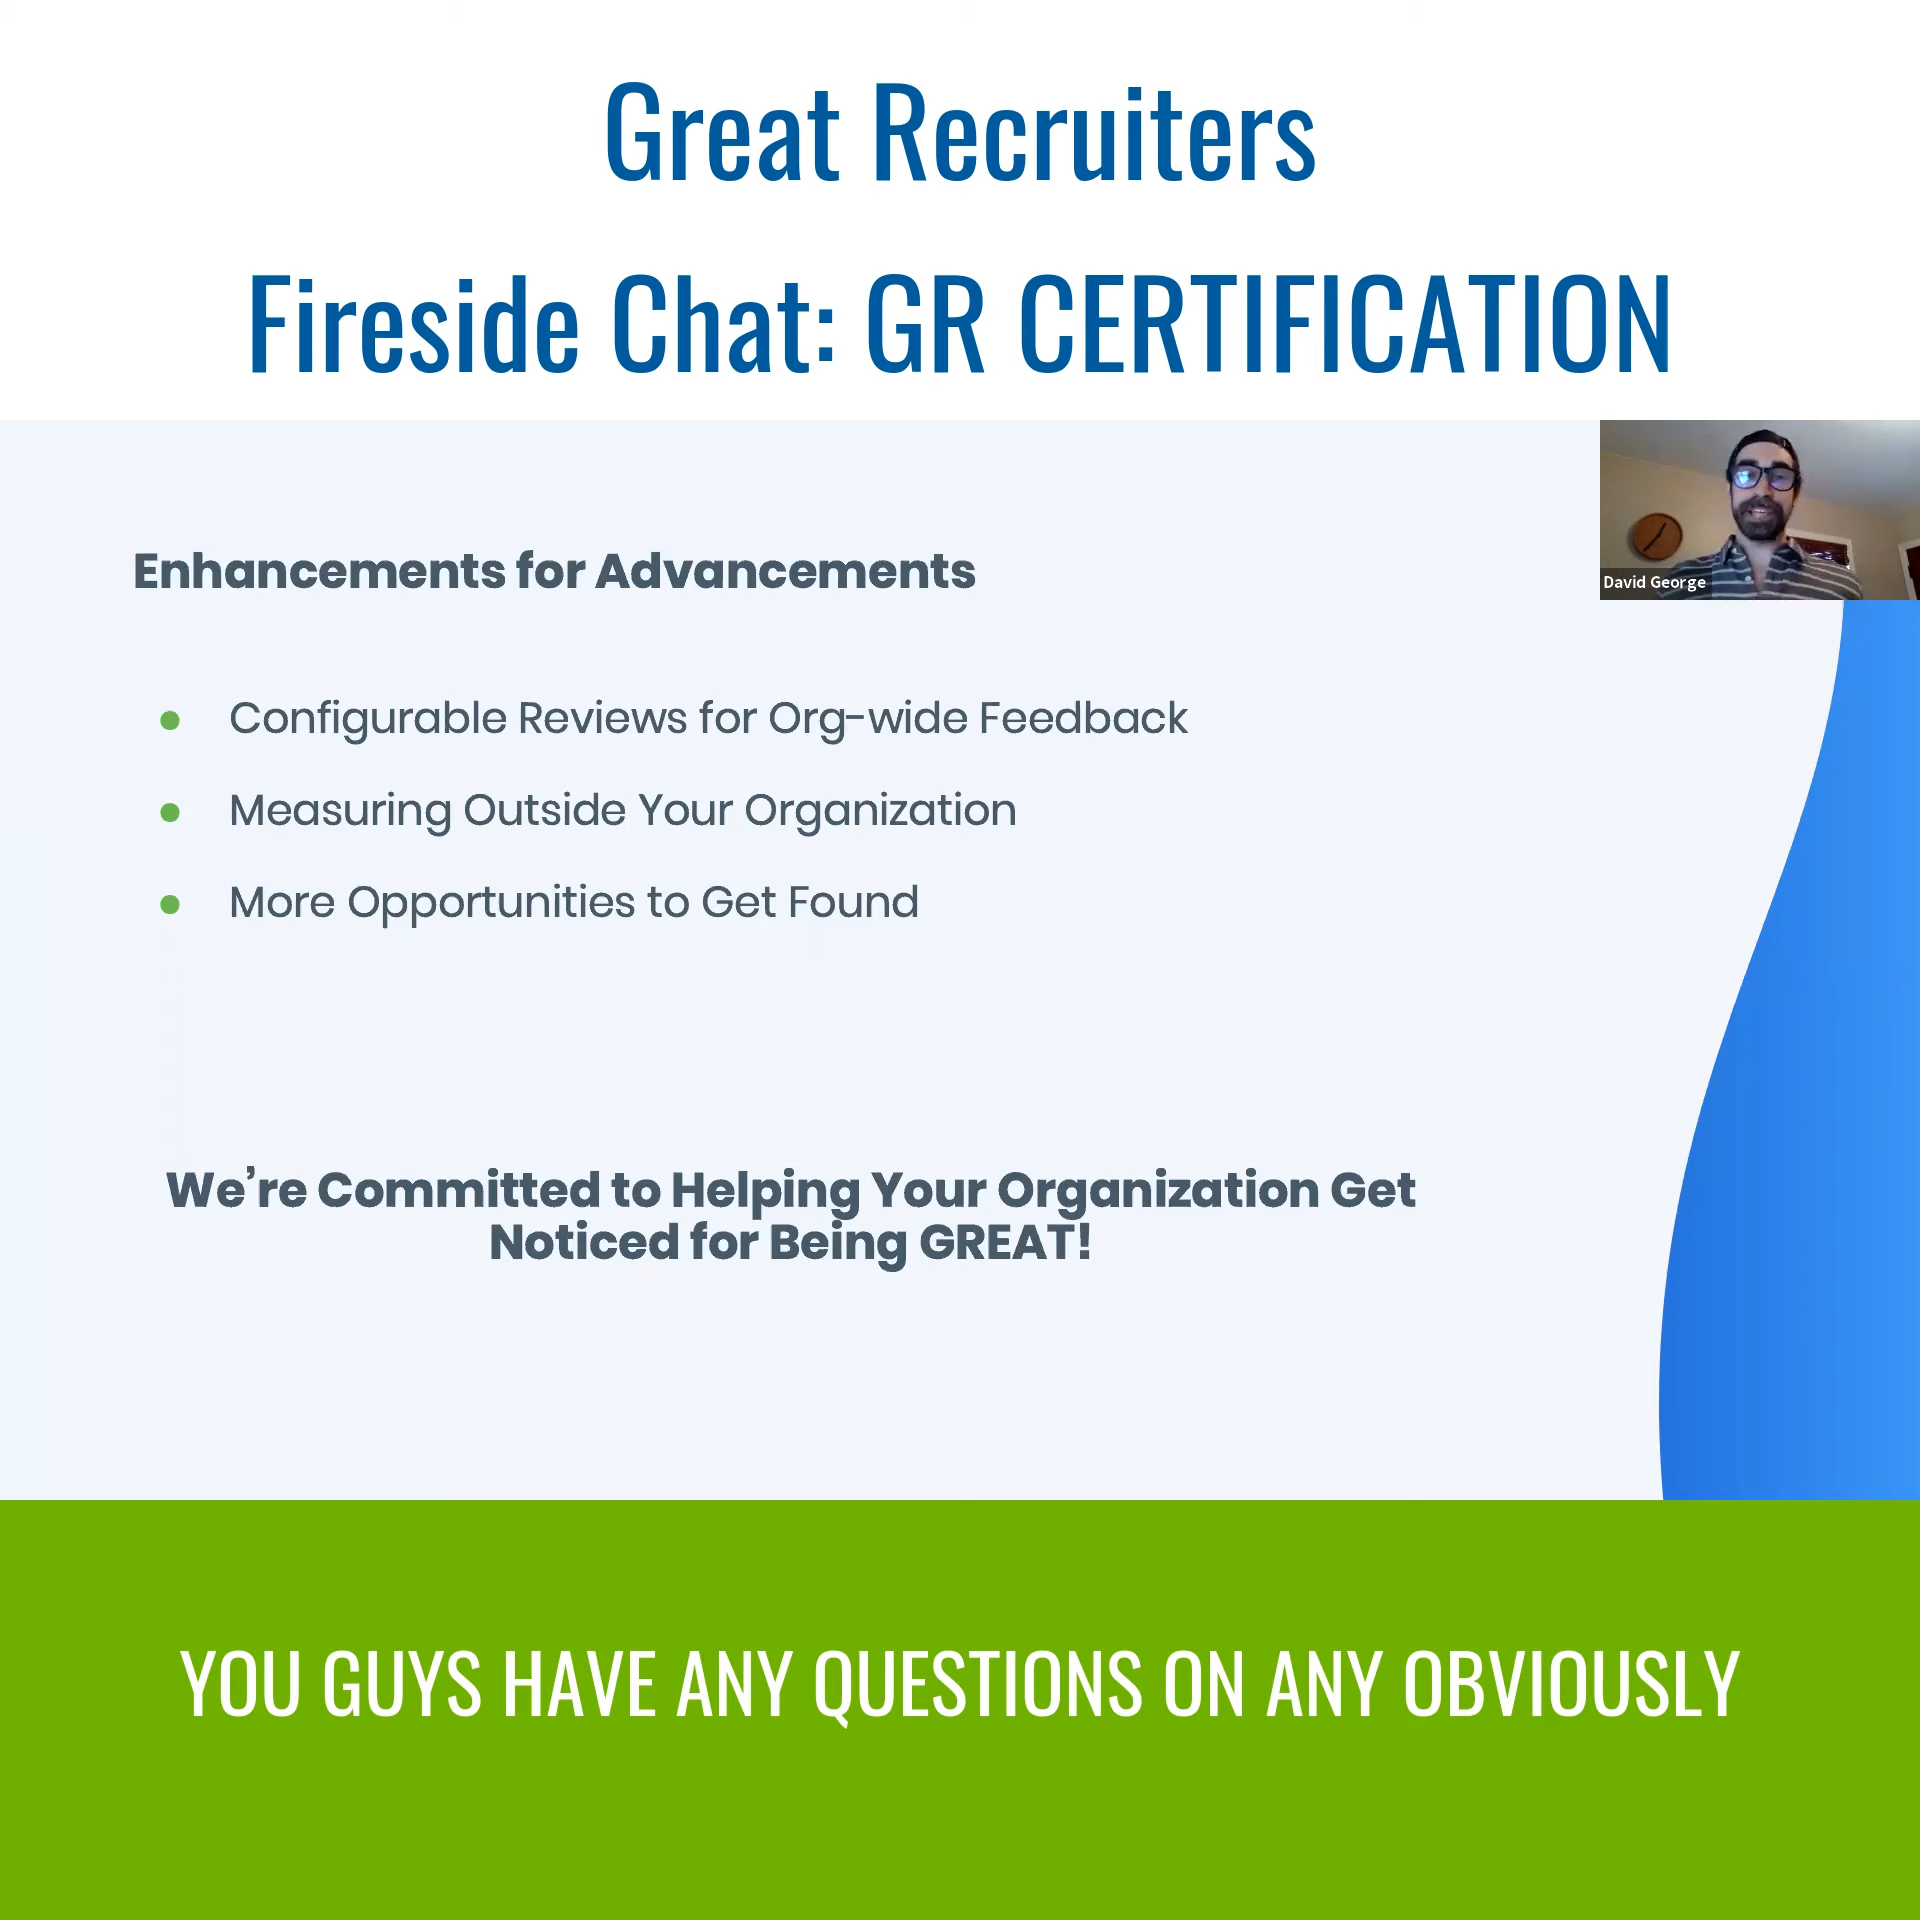 Great Recruiters
Fireside Chat: GR CERTIFICATION
David George
Enhancements for Advancements
Configurable Reviews for Org-wide Feedback
Measuring Outside Your Organization
More Opportunities to Get Found
We’re Committed to Helping Your Organization Get
Noticed for Being GREAT!
YOU GUYS HAVE ANY QUESTIONS ON ANY OBVIOUSLY